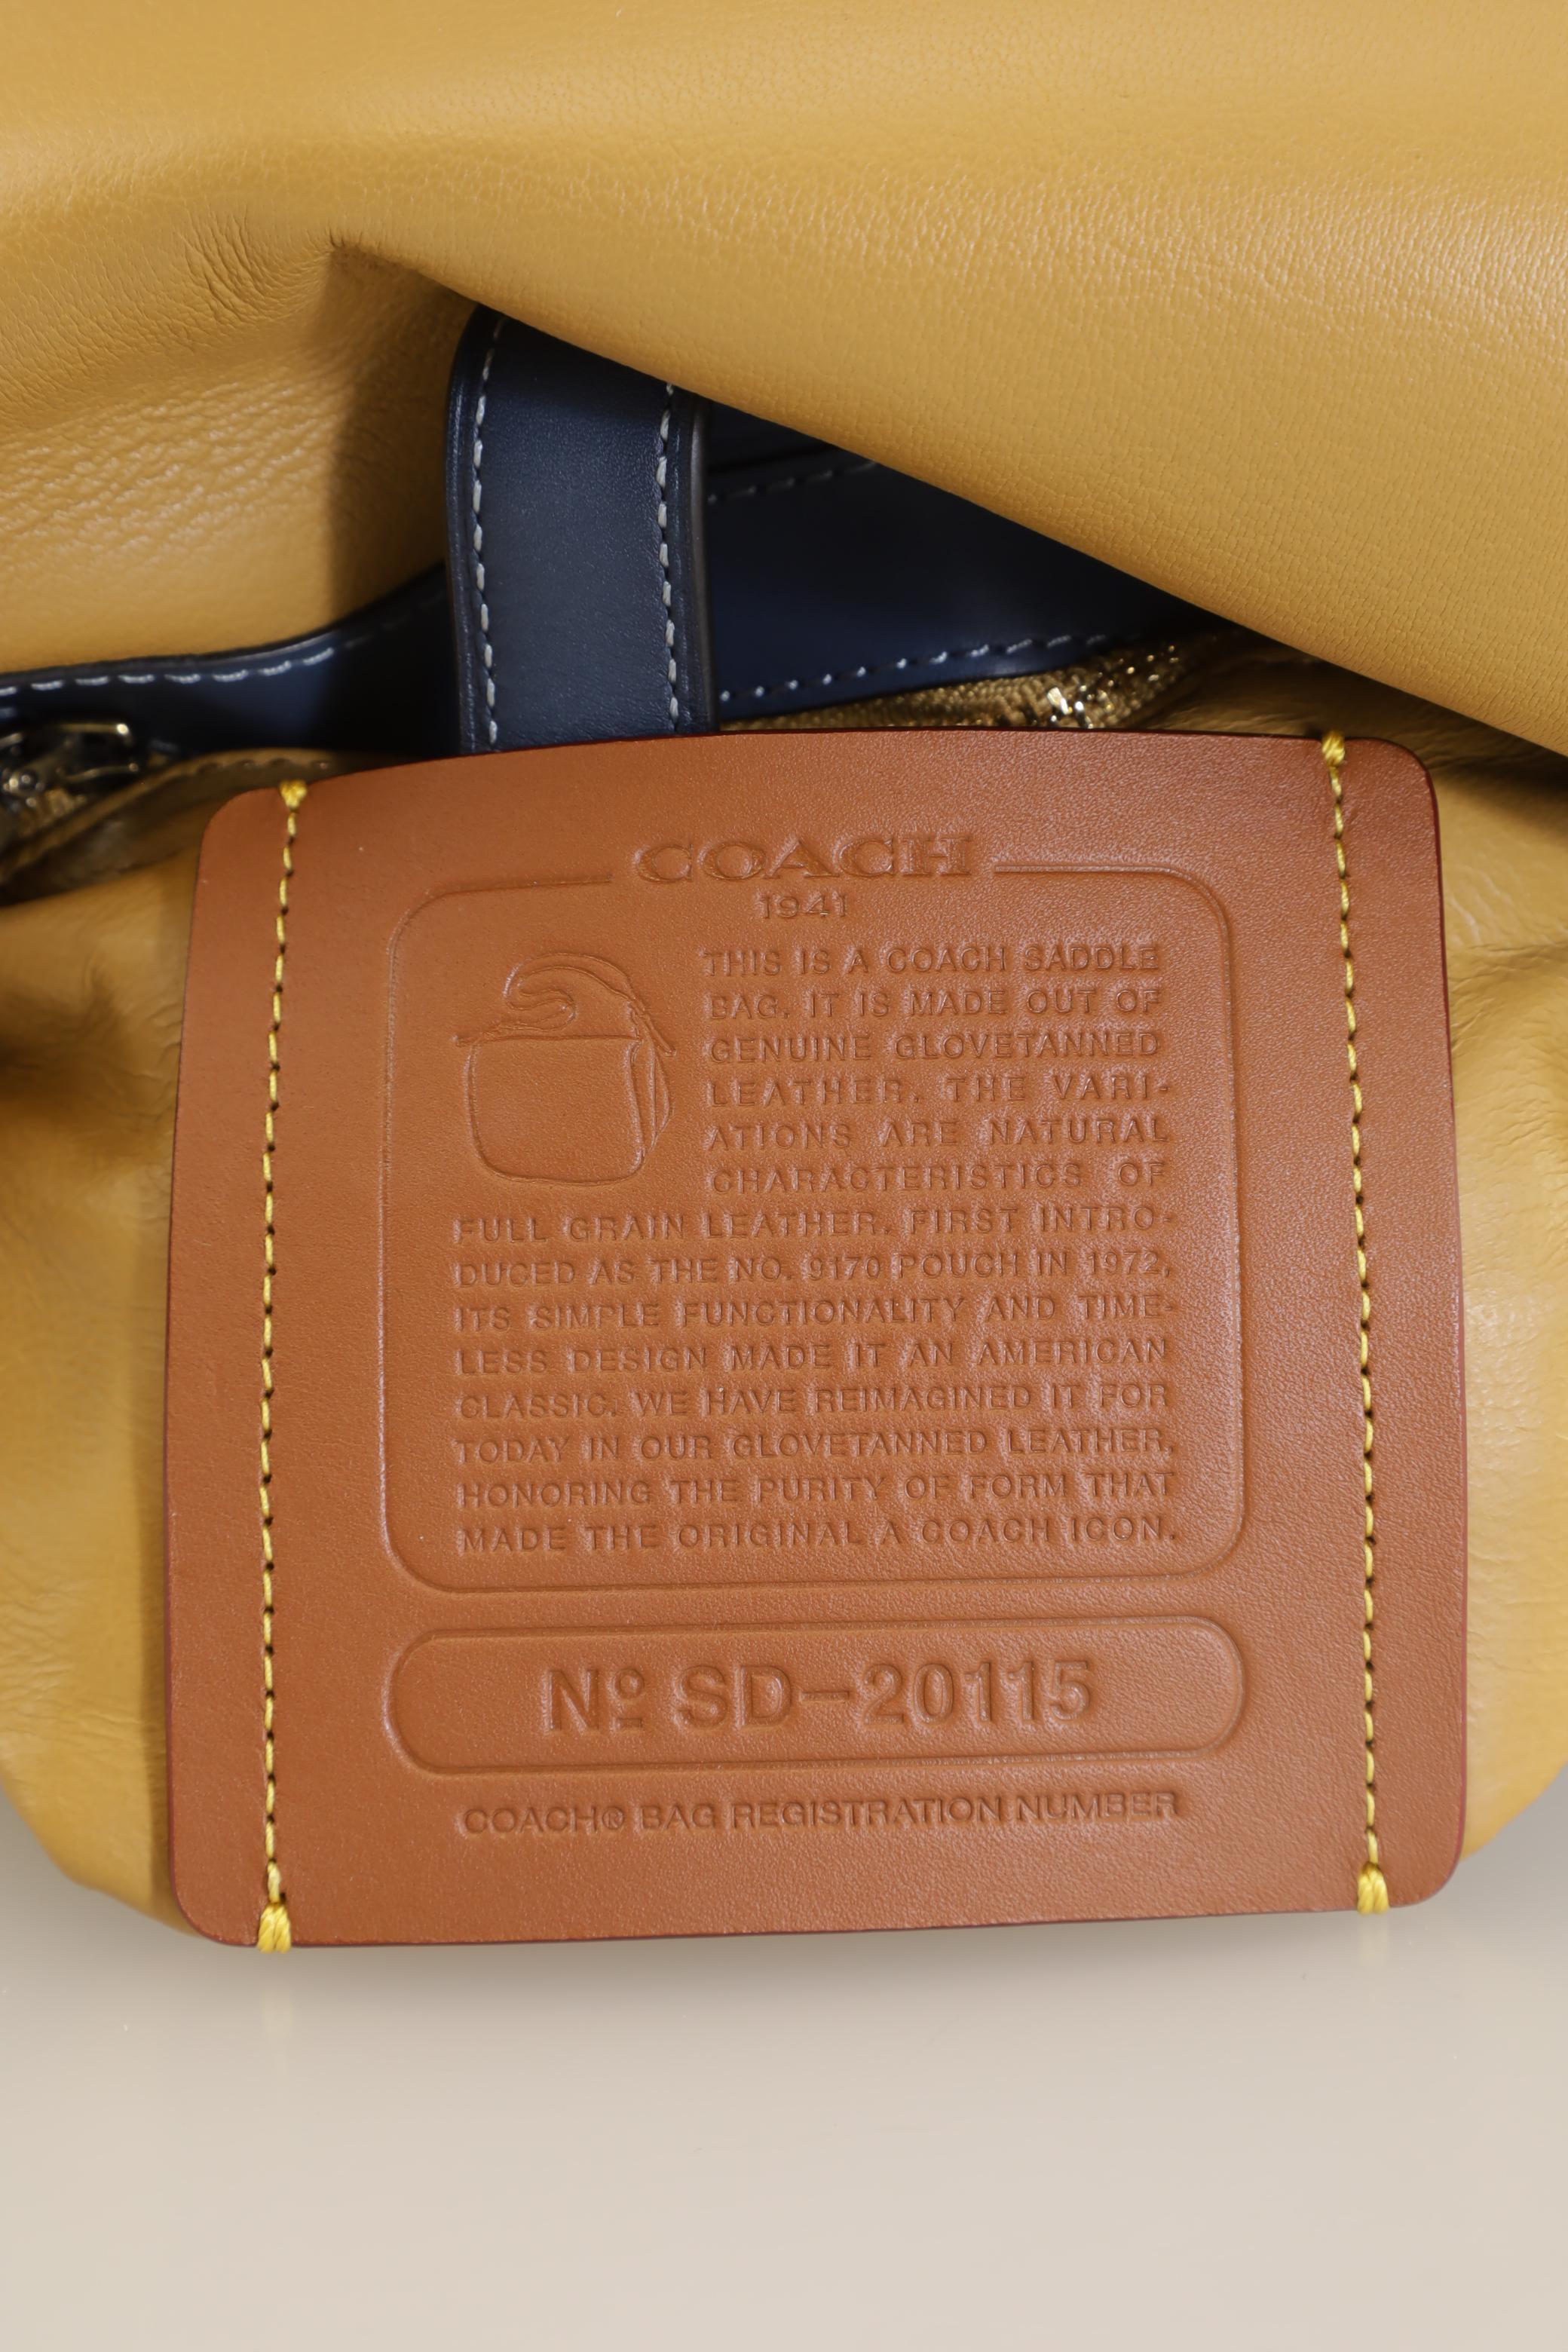 COACH
1941
THIS IS A COACH SADDLE
BAG. IT IS MADE OUT OF
GENUINE GLOVETANNED
LEATHER. THE VARI-
ATIONS ARE NATURAL
CHARACTERISTICS OF
FULL GRAIN LEATHER. FIRST INTRO-
DUCED AS THE NO. 9170 POUCH IN 1972,
ITS SIMPLE FUNCTIONALITY AND TIME-
LESS DESIGN MADE IT AN AMERICAN
CLASSIC. WE HAVE REIMAGINED IT FOR
TODAY IN OUR GLOVETANNED LEATHER,
HONORING THE PURITY OF FORM THAT
MADE THE ORIGINAL A COACH ICON.
Nº SD-20115
COACH® BAG REGISTRATION NUMBER